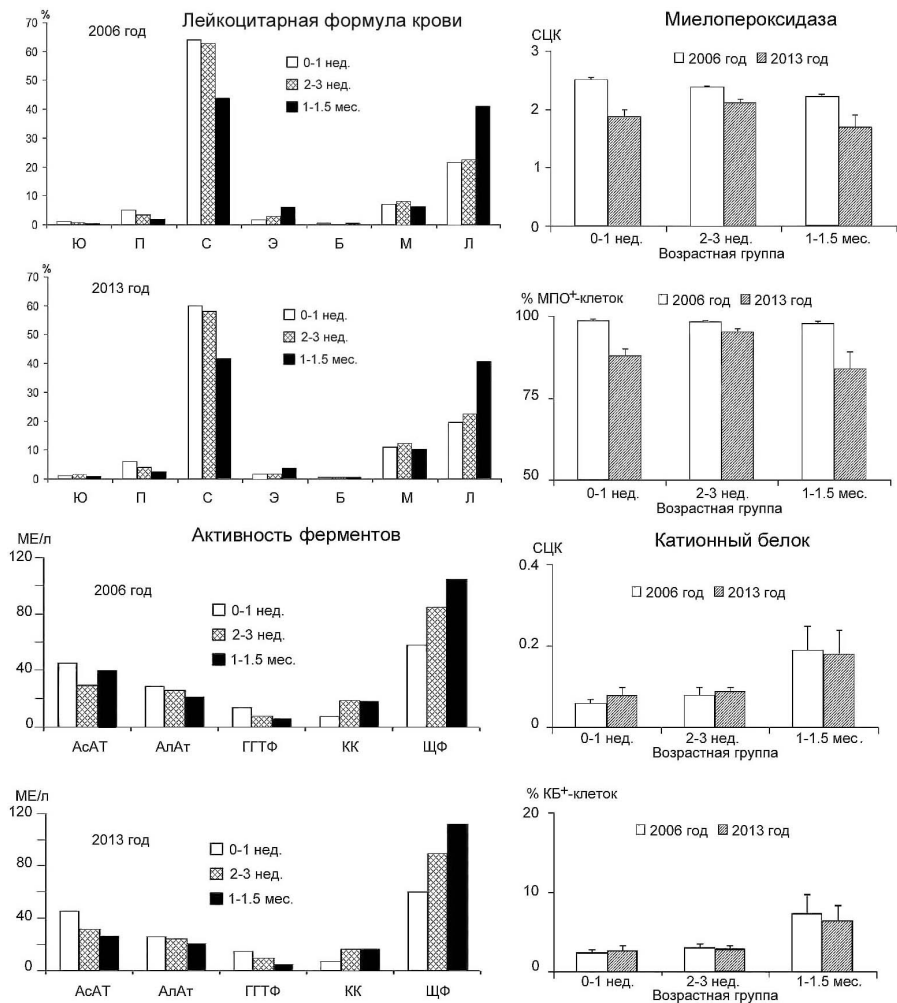 Лейкоцитарная формула крови
%
70
60
50
40
30
20
10
0
2006 год
0-1 нед.
2-3 нед.
1-1.5 мес.
Ю П С Э Б М Л
%
70
60
50
40
30
20
10
0
2013 год
0-1 нед.
2-3 нед.
1-1.5 мес.
Ю П С Э Б М Л
Активность ферментов
МЕ/л
120
80
40
0
2006 год
0-1 нед.
2-3 нед.
1-1.5 мес.
АсАТ АлАт ГГТФ КК ЩФ
МЕ/л
120
80
40
0
2013 год
0-1 нед.
2-3 нед.
1-1.5 мес.
АсАТ АлАт ГГТФ КК ЩФ
Миелопероксидаза
СЦК
3
2
1
0
2006 год 2013 год
0-1 нед. 2-3 нед. 1-1.5 мес.
Возрастная группа
% МПО+-клеток
100
75
50
2006 год 2013 год
0-1 нед. 2-3 нед. 1-1.5 мес.
Возрастная группа
Катионный белок
СЦК
0.4
0.2
0
2006 год 2013 год
0-1 нед. 2-3 нед. 1-1.5 мес.
Возрастная группа
% КБ+-клеток
20
10
0
2006 год 2013 год
0-1 нед. 2-3 нед. 1-1.5 мес.
Возрастная группа